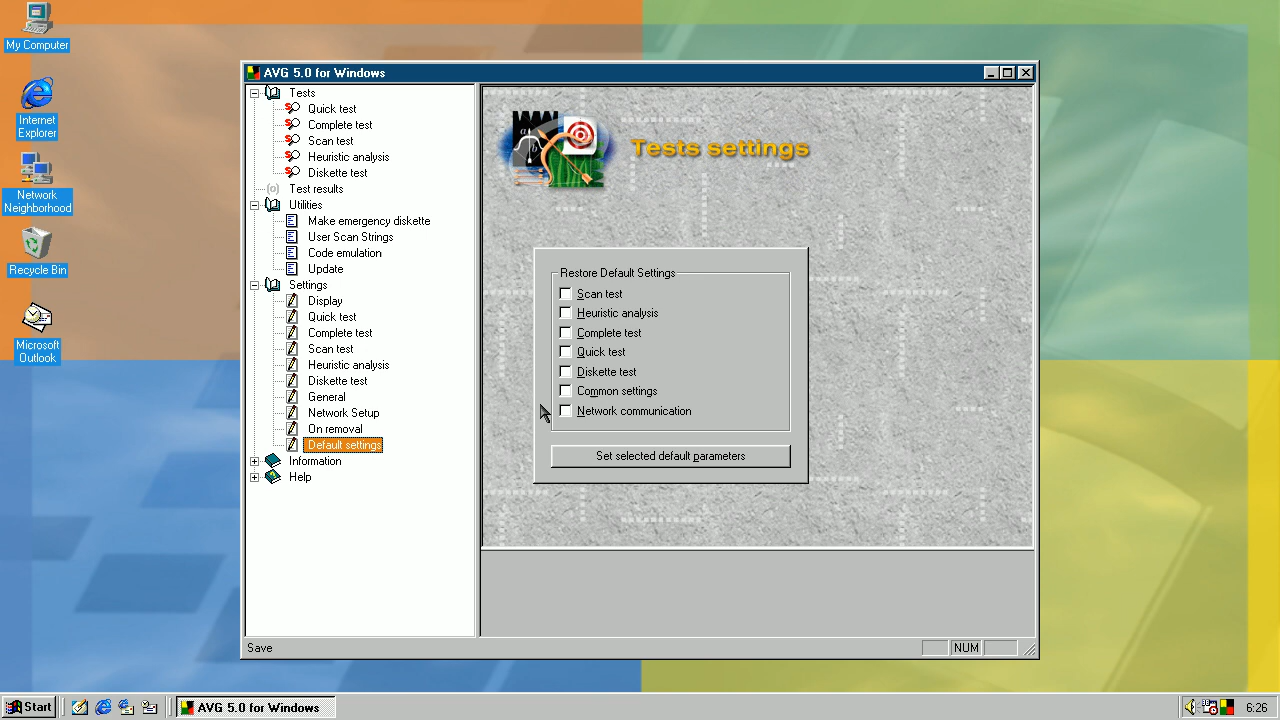 My Computer
Internet
Explorer
Network
Neighborhood
Recycle Bin
Microsoft
Outlook
AVG 5.0 for Windows
Tests
Quick test
Complete test
Scan test
Heuristic analysis
Diskette test
Test results
Utilities
Make emergency diskette
User Scan Strings
Code emulation
Update
Settings
Display
Quick test
Complete test
Scan test
Heuristic analysis
Diskette test
General
Network Setup
On removal
Default settings
Information
Help
Tests settings
Restore Default Settings
Scan test
Heuristic analysis
Complete test
Quick test
Diskette test
Common settings
Network communication
Set selected default parameters
Save
NUM
Start
AVG 5.0 for Windows
6:26